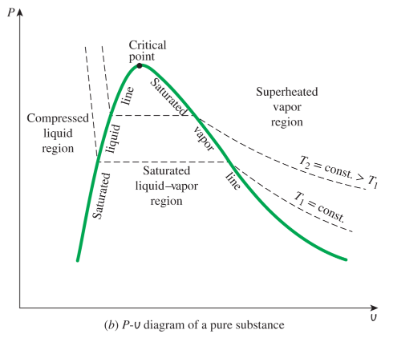 P
Critical
point
Saturated liquid line
Saturated vapor line
Superheated
vapor
region
Compressed
liquid
region
Saturated
liquid–vapor
region
T₂ = const. > T₁
T₁ = const.
υ
(b) P-υ diagram of a pure substance